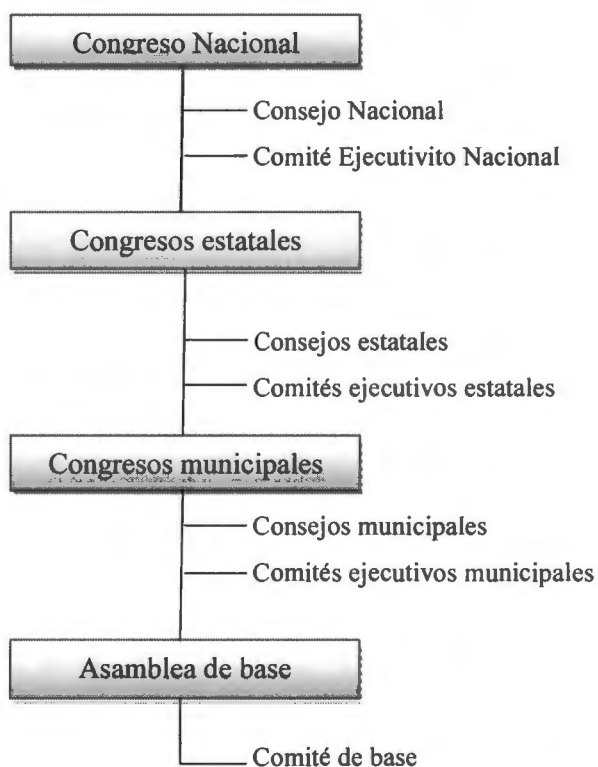 Congreso Nacional
Consejo Nacional
Comité Ejecutivito Nacional
Congresos estatales
Consejos estatales
Comités ejecutivos estatales
Congresos municipales
Consejos municipales
Comités ejecutivos municipales
Asamblea de base
Comité de base